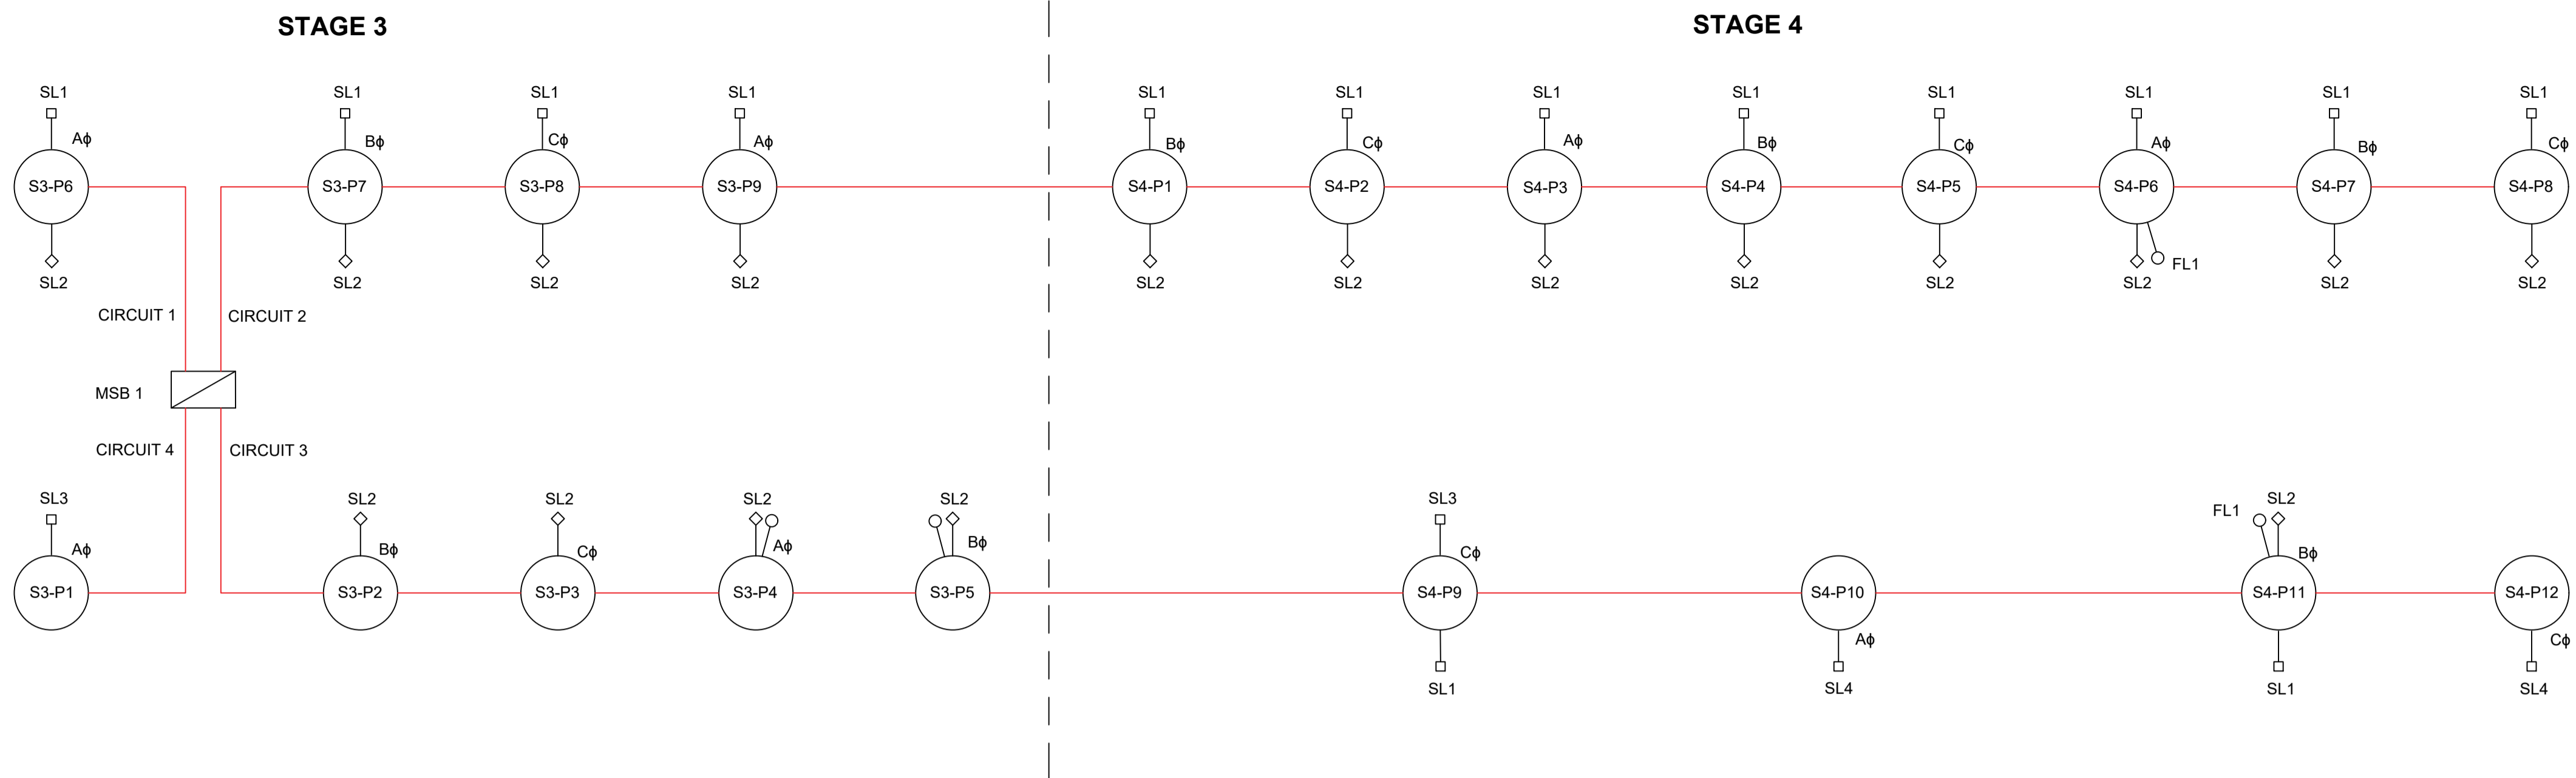 STAGE 3
STAGE 4
SL1 SL1 SL1 SL1 SL1 SL1 SL1 SL1 SL1 SL1 SL1 SL1
Aϕ Bϕ Cϕ Aϕ Bϕ Cϕ Aϕ Bϕ Cϕ Aϕ Bϕ Cϕ
S3-P6 S3-P7 S3-P8 S3-P9 S4-P1 S4-P2 S4-P3 S4-P4 S4-P5 S4-P6 S4-P7 S4-P8
SL2 SL2 SL2 SL2 SL2 SL2 SL2 SL2 SL2 SL2 FL1 SL2 SL2
CIRCUIT 1 CIRCUIT 2
MSB 1
CIRCUIT 4 CIRCUIT 3
SL3 SL2 SL2 SL2 SL2 SL3 FL1 SL2
Aϕ Bϕ Cϕ Aϕ Bϕ Cϕ Bϕ
S3-P1 S3-P2 S3-P3 S3-P4 S3-P5 S4-P9 S4-P10 S4-P11 S4-P12
Aϕ Cϕ
SL1 SL4 SL1 SL4